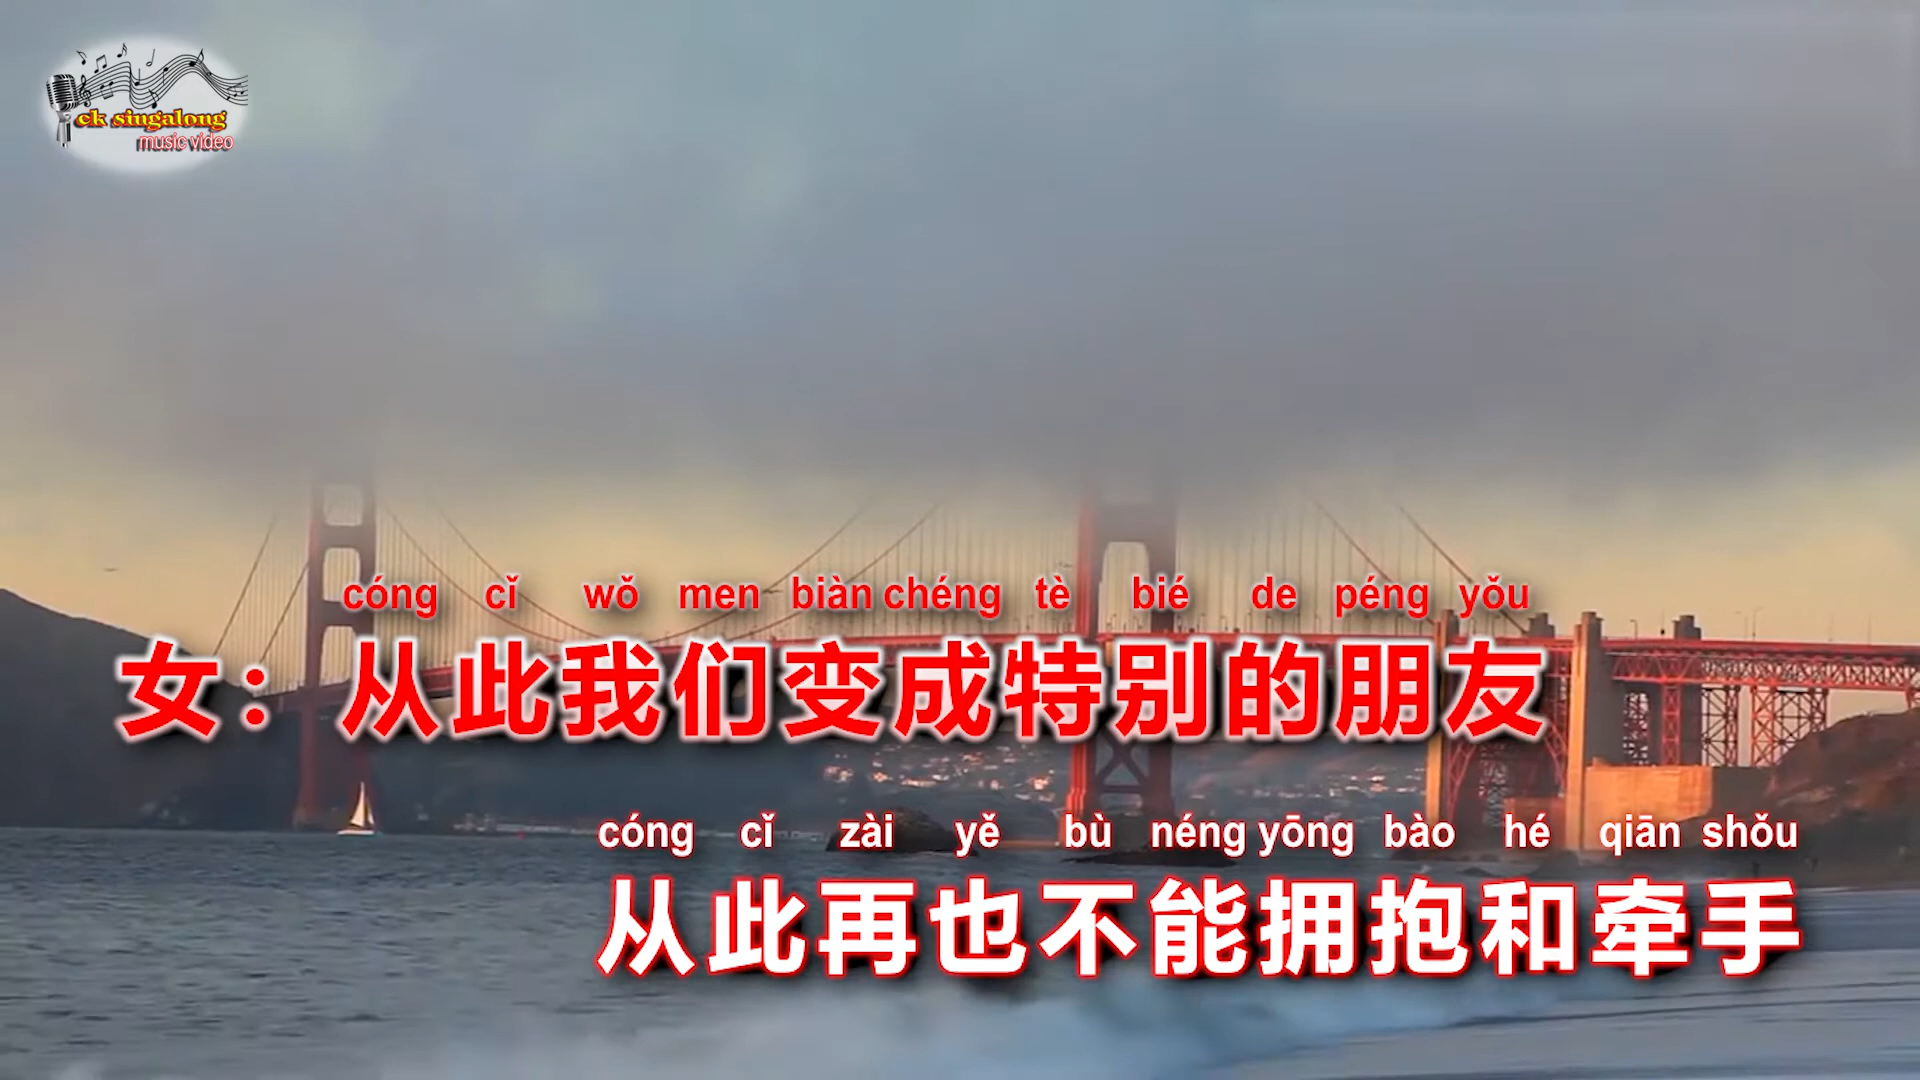 ck singalong
music video
cóng cǐ wǒ men biàn chéng tè bié de péng yǒu
女：从此我们变成特别的朋友
cóng cǐ zài yě bù néng yōng bào hé qiān shǒu
从此再也不能拥抱和牵手